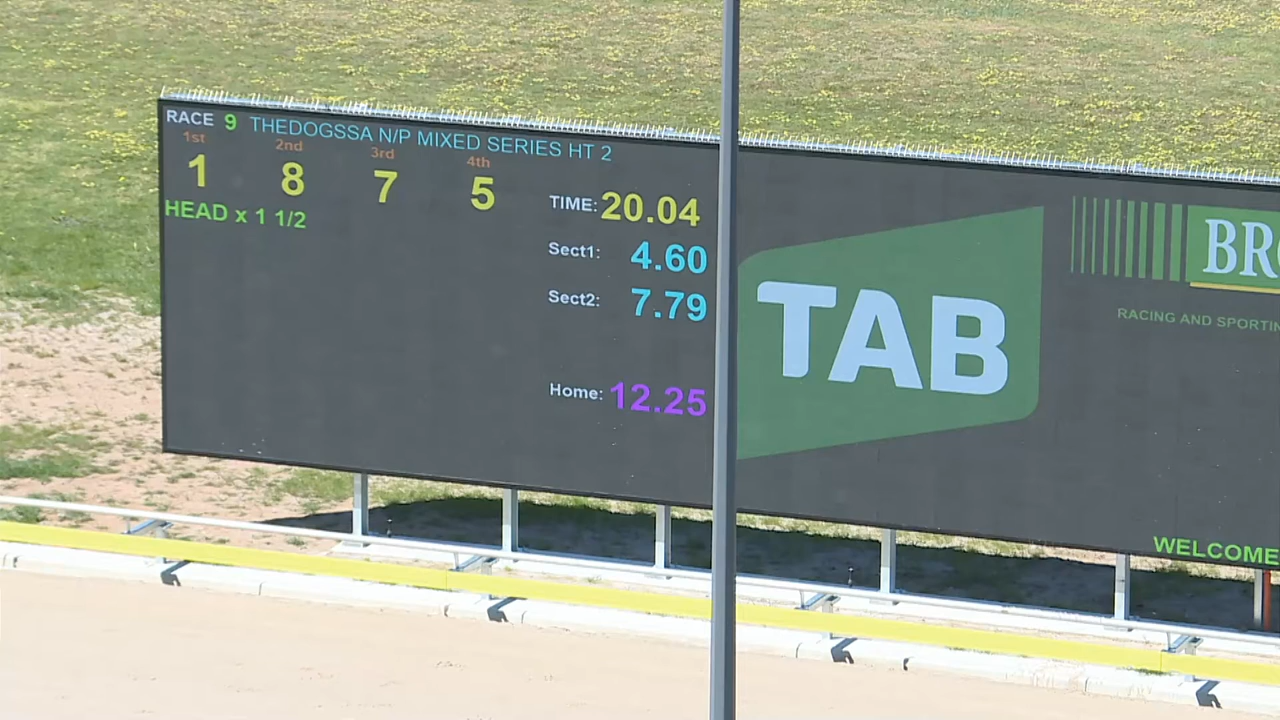 RACE 9 THEDOGSSA N/P MIXED SERIES HT 2
1st 2nd 3rd 4th
1 8 7 5
HEAD x 1 1/2
TIME: 20.04
Sect1: 4.60
Sect2: 7.79
Home: 12.25
TAB
BR
RACING AND SPORTIN
WELCOME